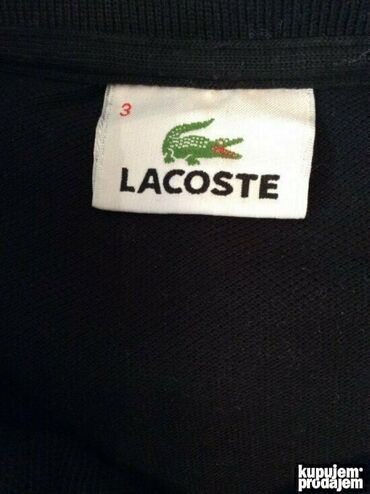 3
LACOSTE
kupujem
prodajem